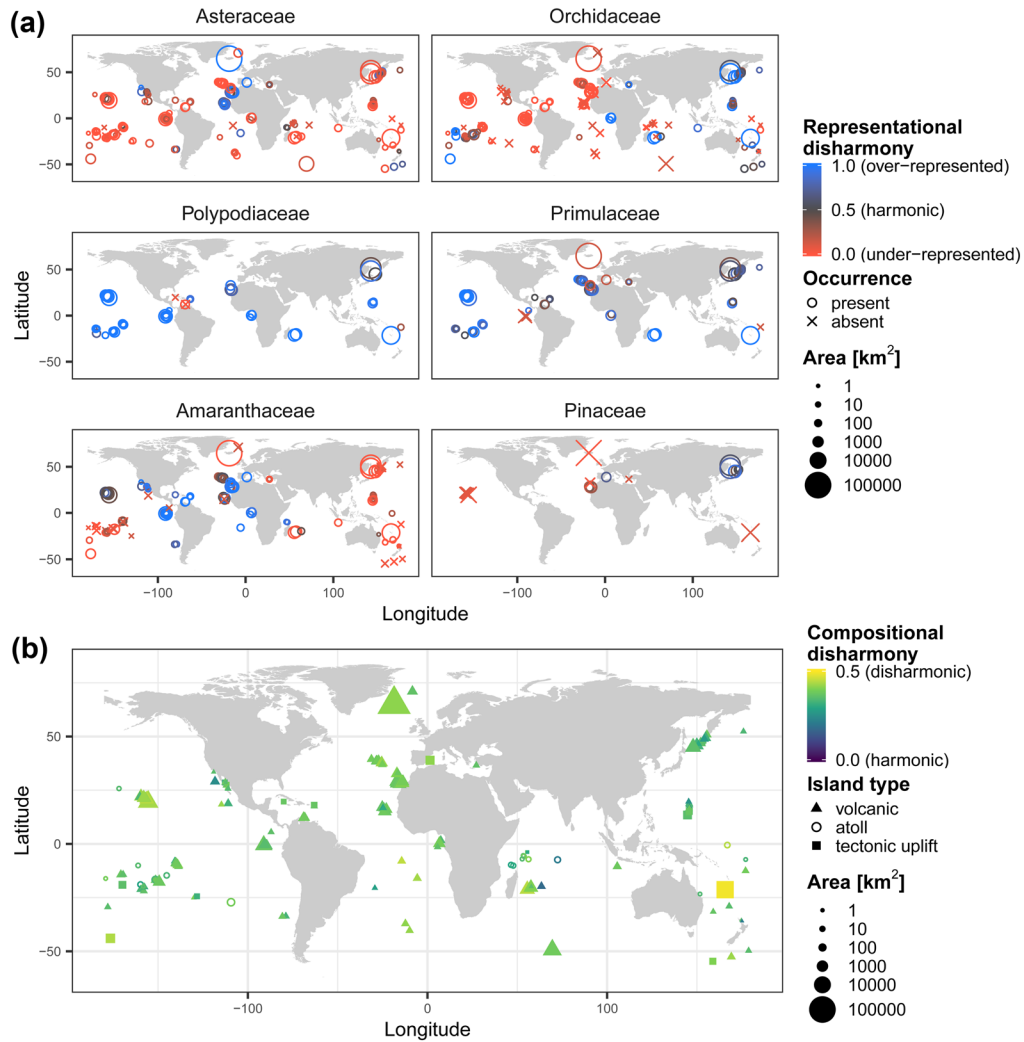 (a)
Asteraceae
Orchidaceae
50
0
−50
Polypodiaceae
Primulaceae
50
0
−50
Latitude
Amaranthaceae
Pinaceae
50
0
−50
−100
0
100
−100
0
100
Longitude
Representational
disharmony
1.0 (over−represented)
0.5 (harmonic)
0.0 (under−represented)
Occurrence
present
absent
Area [km²]
1
10
100
1000
10000
100000
(b)
50
0
−50
Latitude
−100
0
100
Longitude
Compositional
disharmony
0.5 (disharmonic)
0.0 (harmonic)
Island type
volcanic
atoll
tectonic uplift
Area [km²]
1
10
100
1000
10000
100000